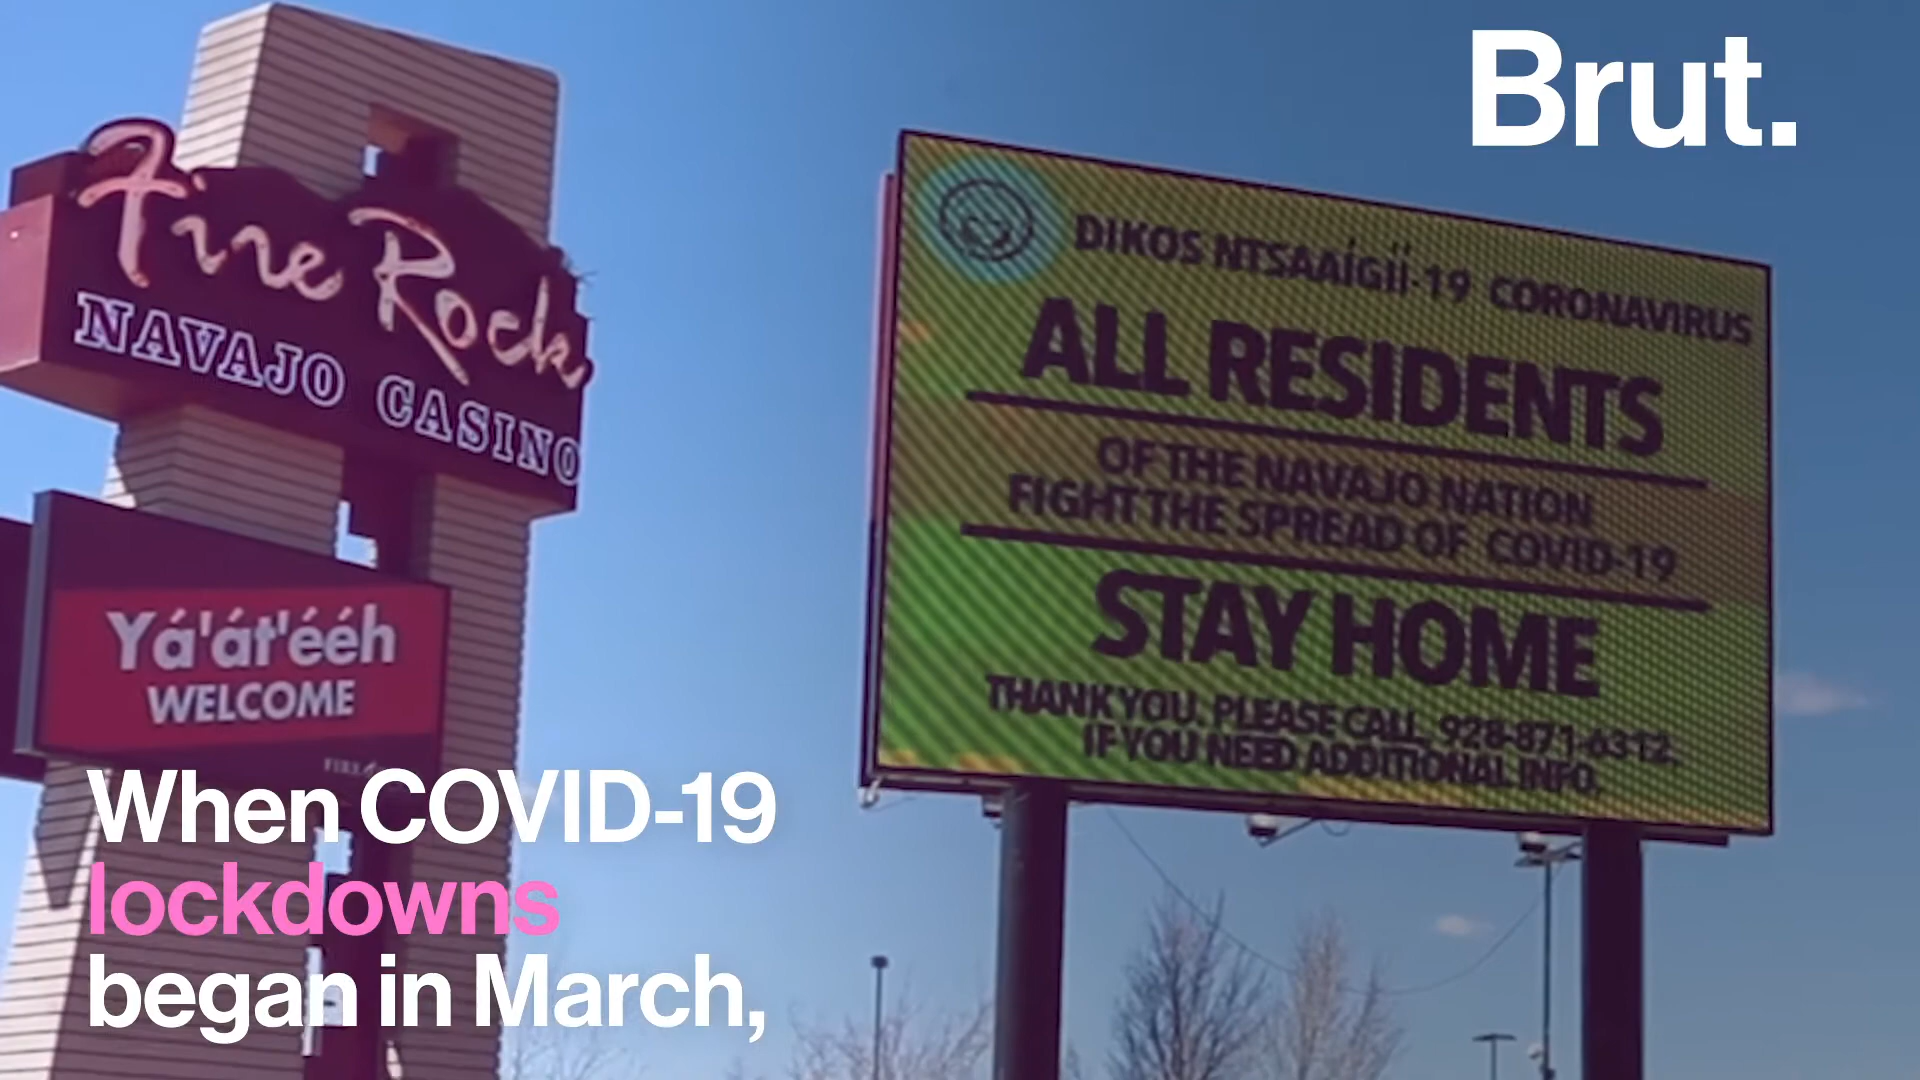 Brut.
Fire Rock
NAVAJO CASINO
Yá'át'ééh
WELCOME
DIKOS NTSAAÍGÍÍ-19 CORONAVIRUS
ALL RESIDENTS
OF THE NAVAJO NATION
FIGHT THE SPREAD OF COVID-19
STAY HOME
THANK YOU. PLEASE CALL 928-871-6312.
IF YOU NEED ADDITIONAL INFO.
When COVID-19
lockdowns
began in March,